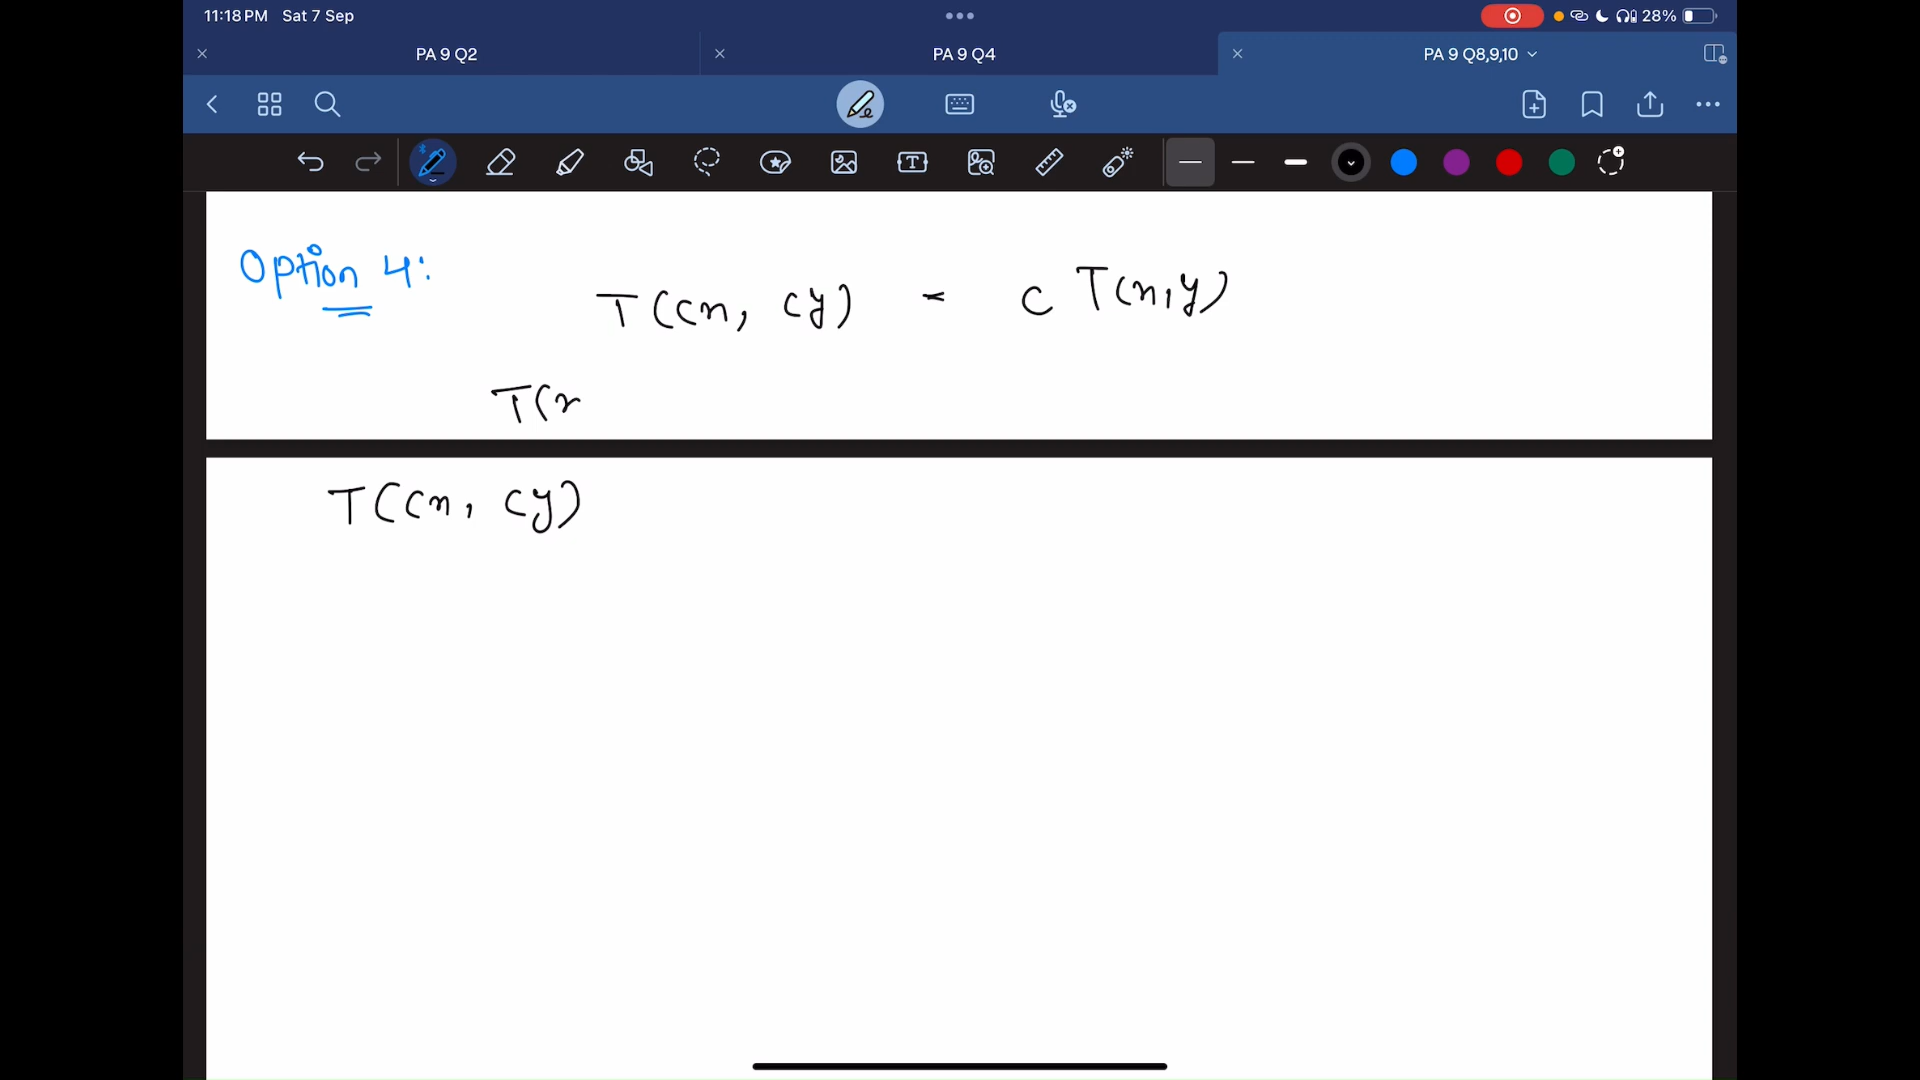 11:18 PM Sat 7 Sep 28%
PA 9 Q2 PA 9 Q4 PA 9 Q8,9,10
Option 4:
T(cx, cy) = c T(x,y)
T(x
T(cx, cy)